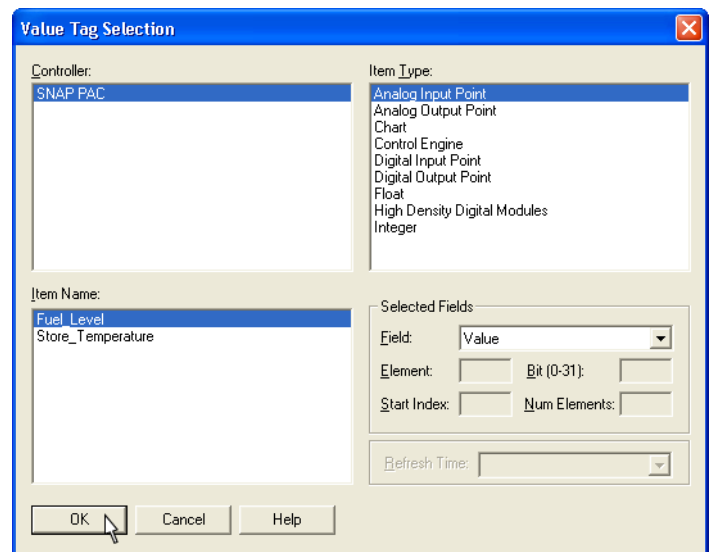 Value Tag Selection
Controller:
SNAP PAC
Item Type:
Analog Input Point
Analog Output Point
Chart
Control Engine
Digital Input Point
Digital Output Point
Float
High Density Digital Modules
Integer
Item Name:
Fuel_Level
Store_Temperature
Selected Fields
Field: Value
Element: Bit (0-31):
Start Index: Num Elements:
Refresh Time:
OK Cancel Help